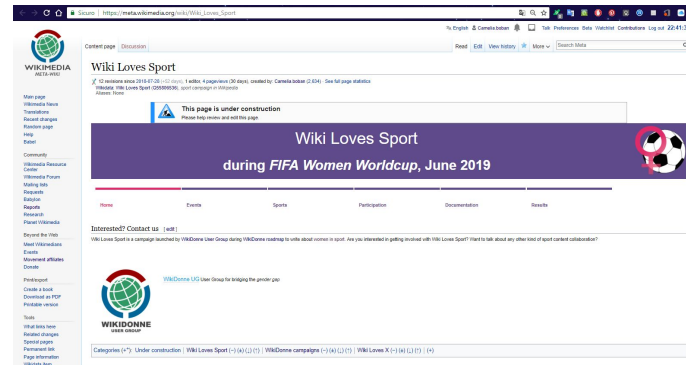 Sicuro | https://meta.wikimedia.org/wiki/Wiki_Loves_Sport
English Camelia.boban Talk Preferences Beta Watchlist Contributions Log out 22:41:3
Content page Discussion Read Edit View history More Search Meta
WIKIMEDIA
META-WIKI
Wiki Loves Sport
12 revisions since 2018-07-28 (+52 days), 1 editor, 4 pageviews (30 days), created by: Camelia.boban (2,634) · See full page statistics
Wikidata: Wiki Loves Sport (Q55806536), sport campaign in Wikipedia
Aliases: None
This page is under construction
Please help review and edit this page.
Wiki Loves Sport
during FIFA Women Worldcup, June 2019
Home Events Sports Participation Documentation Results
Interested? Contact us [ edit ]
Wiki Loves Sport is a campaign launched by WikiDonne User Group during WikiDonne roadmap to write about women in sport. Are you interested in getting involved with Wiki Loves Sport? Want to talk about any other kind of sport content collaboration?
WikiDonne UG User Group for bridging the gender gap
WIKIDONNE
USER GROUP
Categories (+⁺): Under construction | Wiki Loves Sport (−) (±) (↓) (↑) | WikiDonne campaigns (−) (±) (↓) (↑) | Wiki Loves X (−) (±) (↓) (↑) | (+)
Main page
Wikimedia News
Translations
Recent changes
Random page
Help
Babel
Community
Wikimedia Resource
Center
Wikimedia Forum
Mailing lists
Requests
Babylon
Reports
Research
Planet Wikimedia
Beyond the Web
Meet Wikimedians
Events
Movement affiliates
Donate
Print/export
Create a book
Download as PDF
Printable version
Tools
What links here
Related changes
Special pages
Permanent link
Page information
Wikidata item